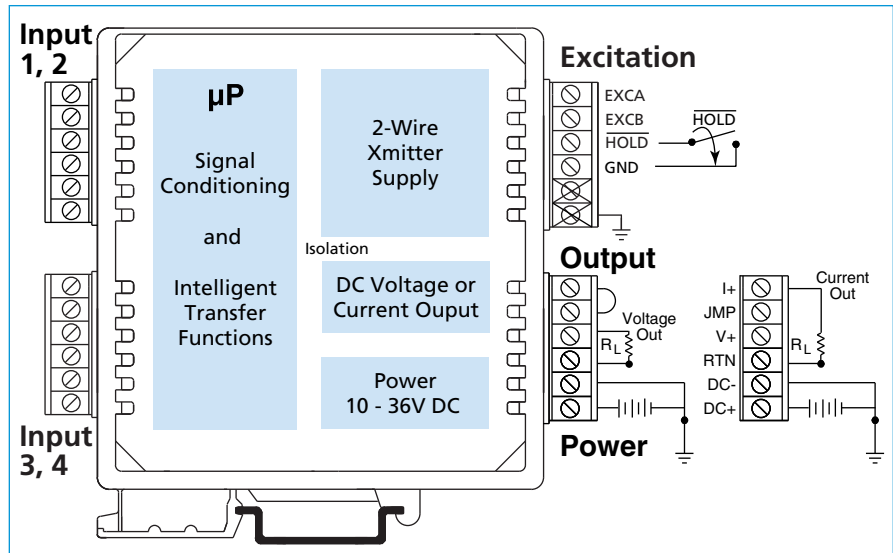 Input
1, 2
µP
Signal
Conditioning
and
Intelligent
Transfer
Functions
2-Wire
Xmitter
Supply
Isolation
DC Voltage or
Current Ouput
Power
10 - 36V DC
Input
3, 4
Excitation
EXCA
EXCB
HOLD
GND
HOLD
Output
Voltage
Out
RL
Power
I+
JMP
V+
RTN
DC-
DC+
Current
Out
RL